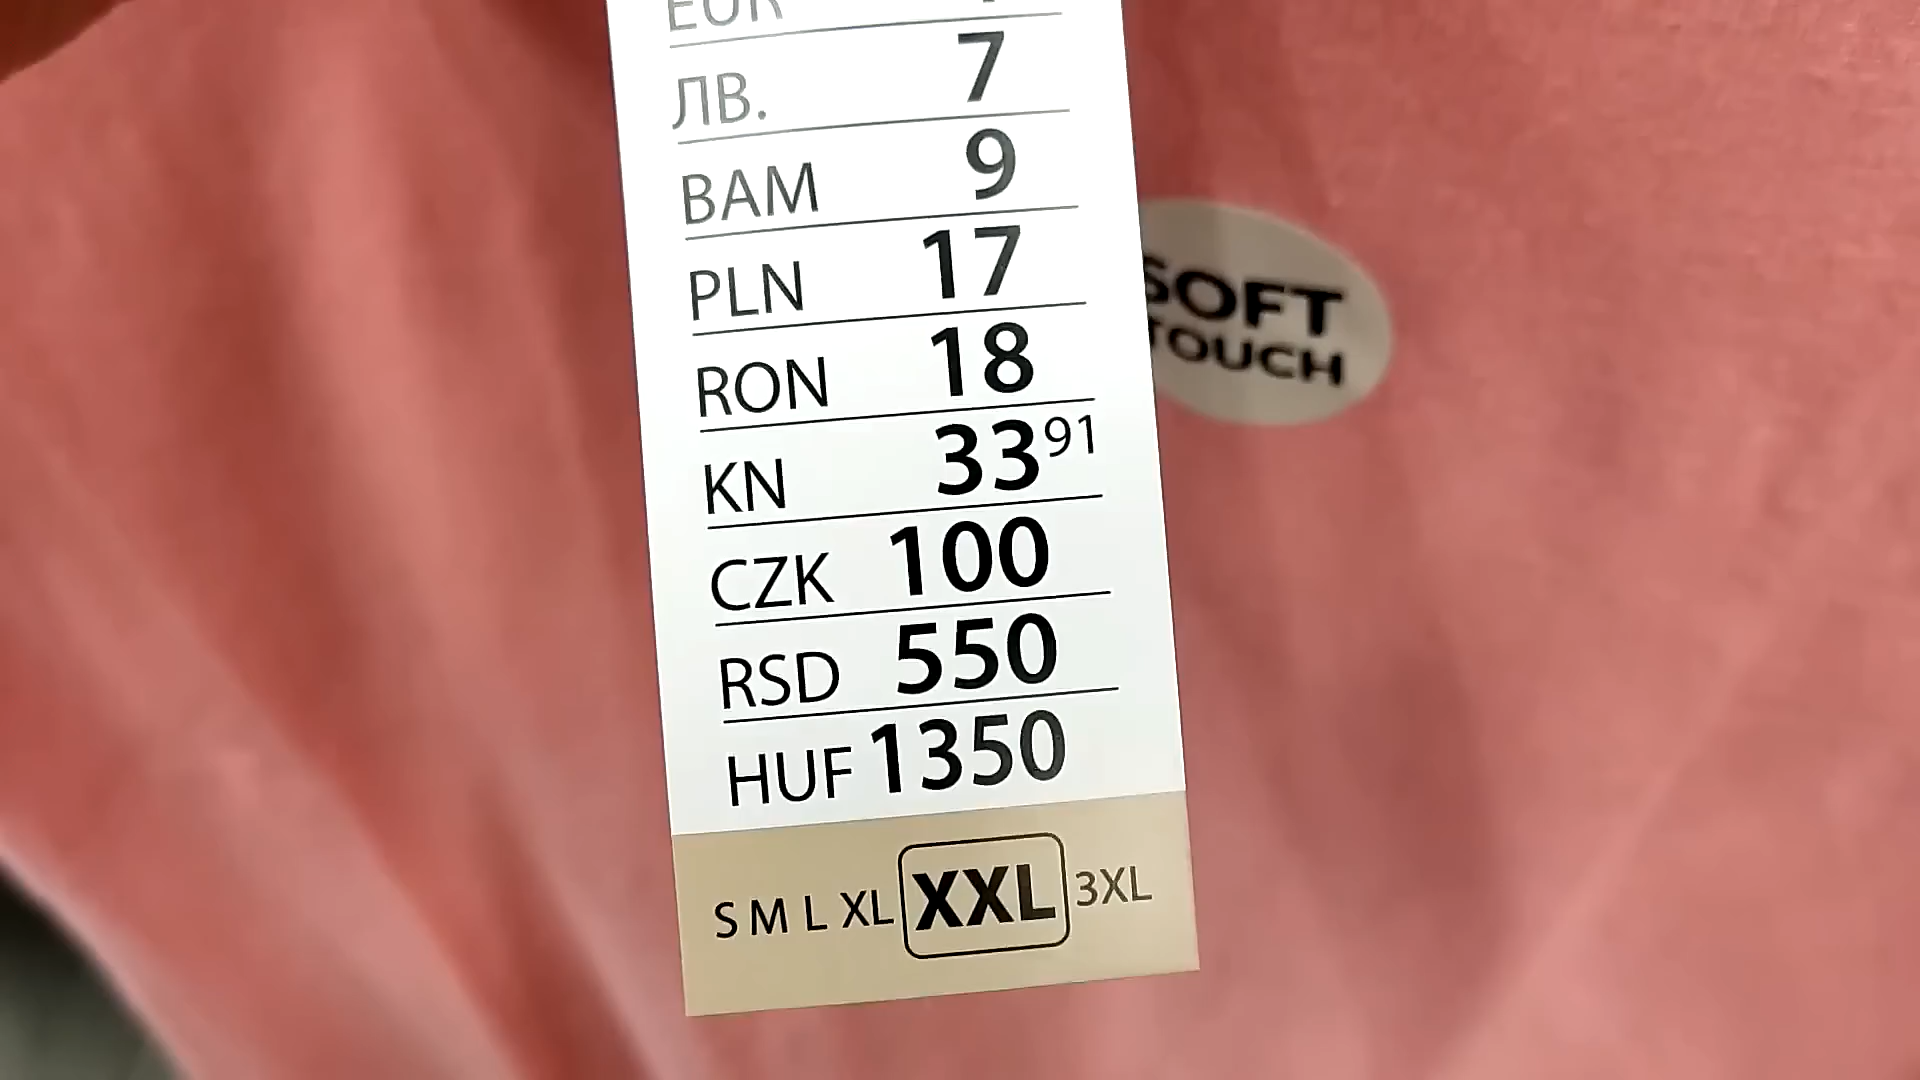 EUR
ЛВ. 7
BAM 9
PLN 17
RON 18
KN 33⁹¹
CZK 100
RSD 550
HUF 1350
S M L XL XXL 3XL
SOFT
TOUCH